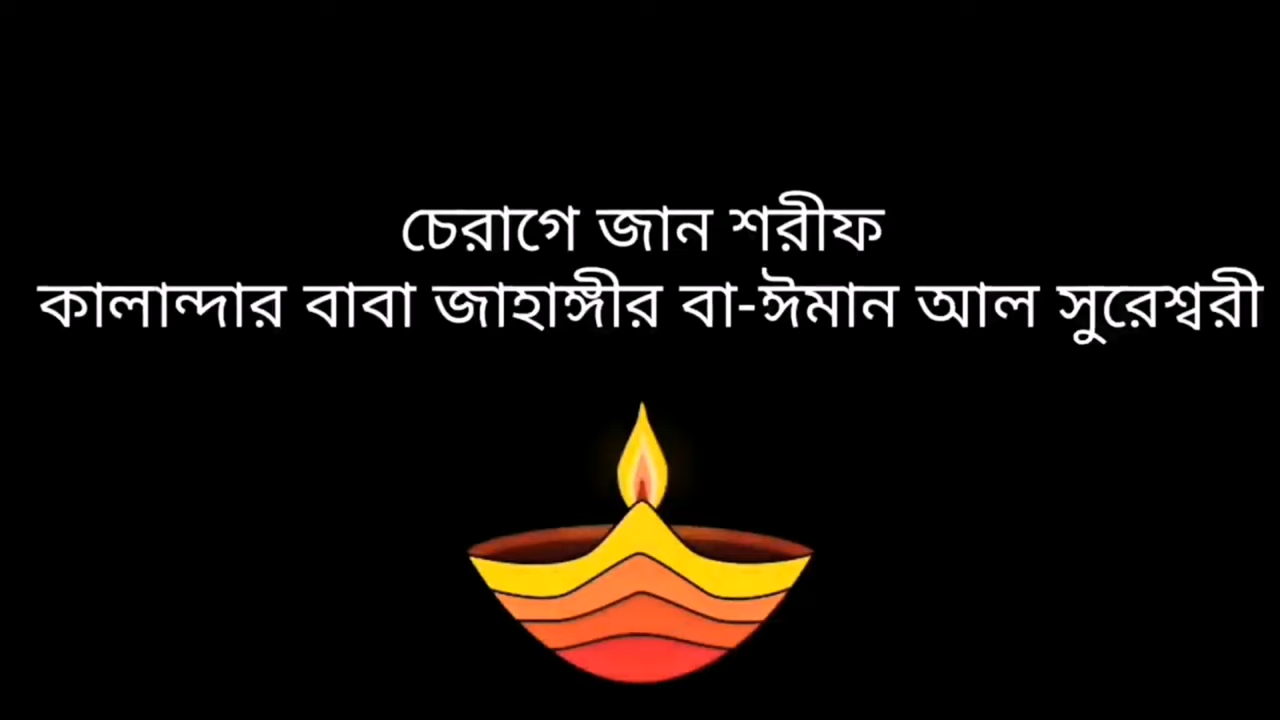 চেরাগে জান শরীফ
কালান্দার বাবা জাহাঙ্গীর বা-ঈমান আল সুরেশ্বরী